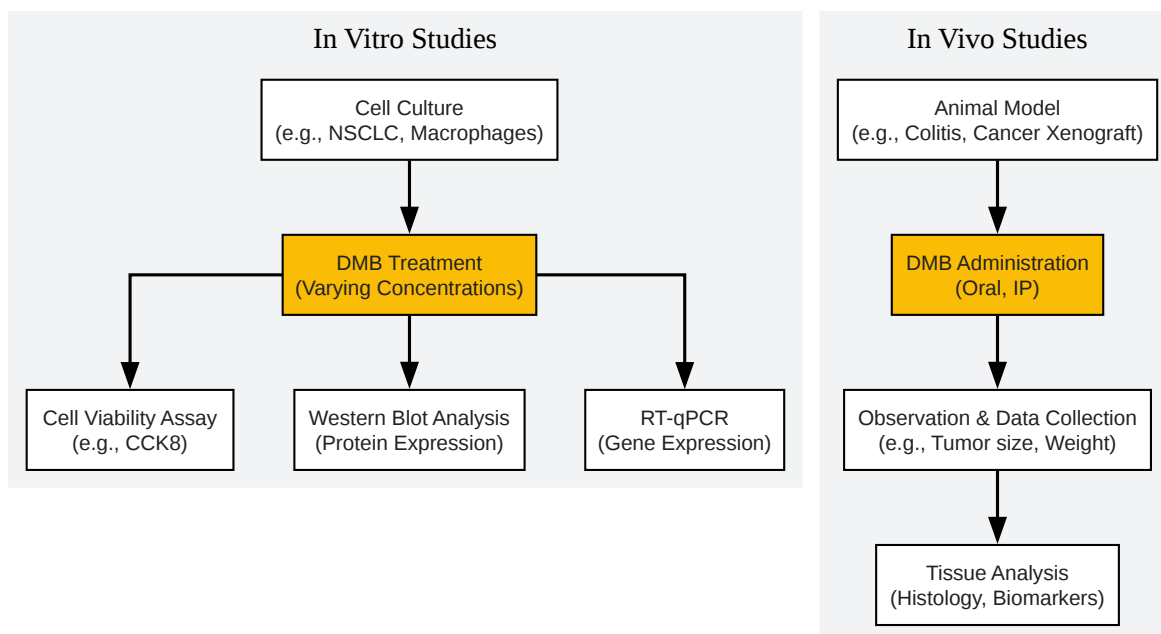 In Vitro Studies
Cell Culture
(e.g., NSCLC, Macrophages)
DMB Treatment
(Varying Concentrations)
Cell Viability Assay
(e.g., CCK8)
Western Blot Analysis
(Protein Expression)
RT-qPCR
(Gene Expression)
In Vivo Studies
Animal Model
(e.g., Colitis, Cancer Xenograft)
DMB Administration
(Oral, IP)
Observation & Data Collection
(e.g., Tumor size, Weight)
Tissue Analysis
(Histology, Biomarkers)